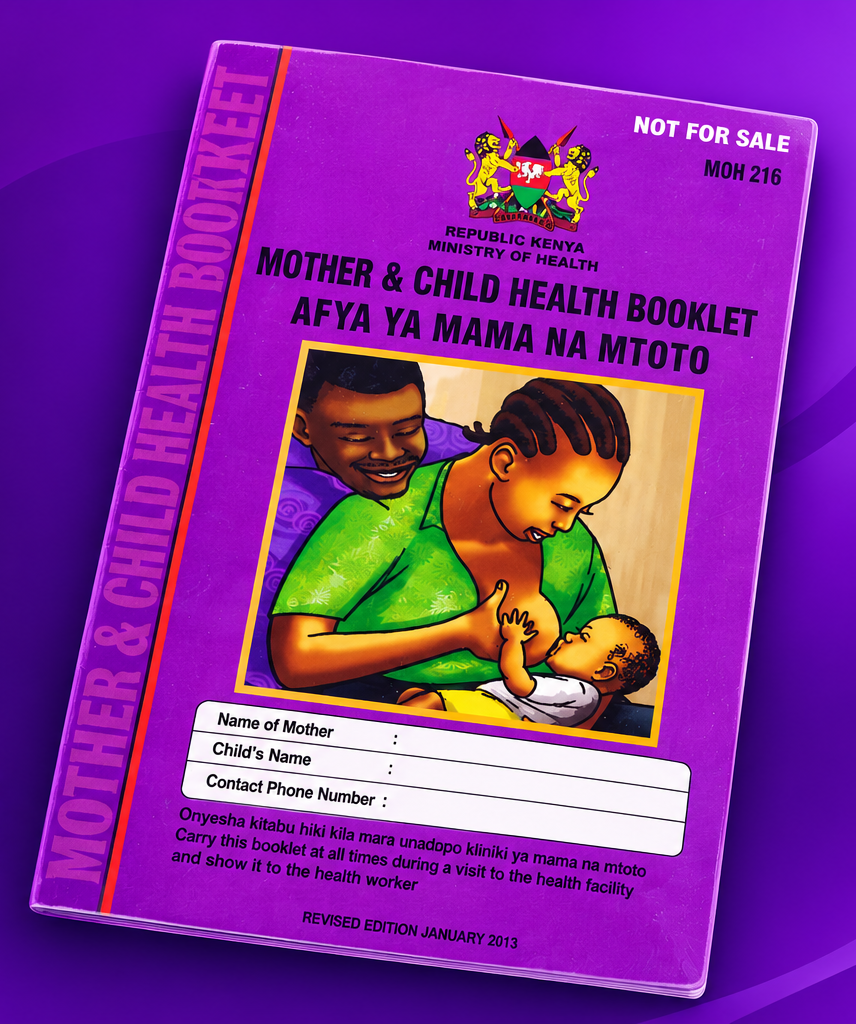 NOT FOR SALE
MOH 216
REPUBLIC KENYA
MINISTRY OF HEALTH
MOTHER & CHILD HEALTH BOOKLET
AFYA YA MAMA NA MTOTO
MOTHER & CHILD HEALTH BOOKKEET
Name of Mother :
Child's Name :
Contact Phone Number :
Onyesha kitabu hiki kila mara unadopo kliniki ya mama na mtoto
Carry this booklet at all times during a visit to the health facility
and show it to the health worker
REVISED EDITION JANUARY 2013